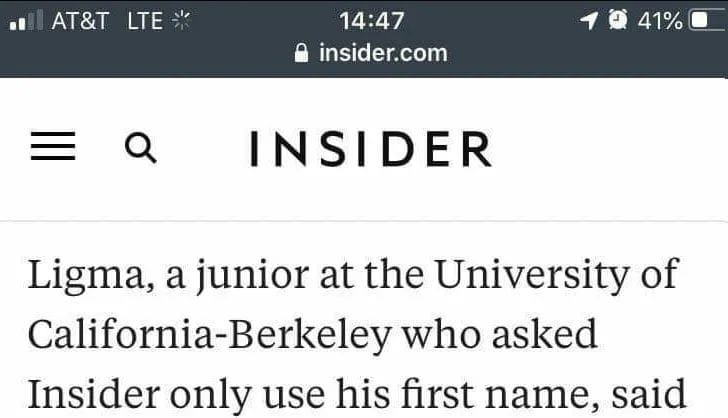 AT&T LTE 14:47 41%
insider.com
INSIDER
Ligma, a junior at the University of
California-Berkeley who asked
Insider only use his first name, said